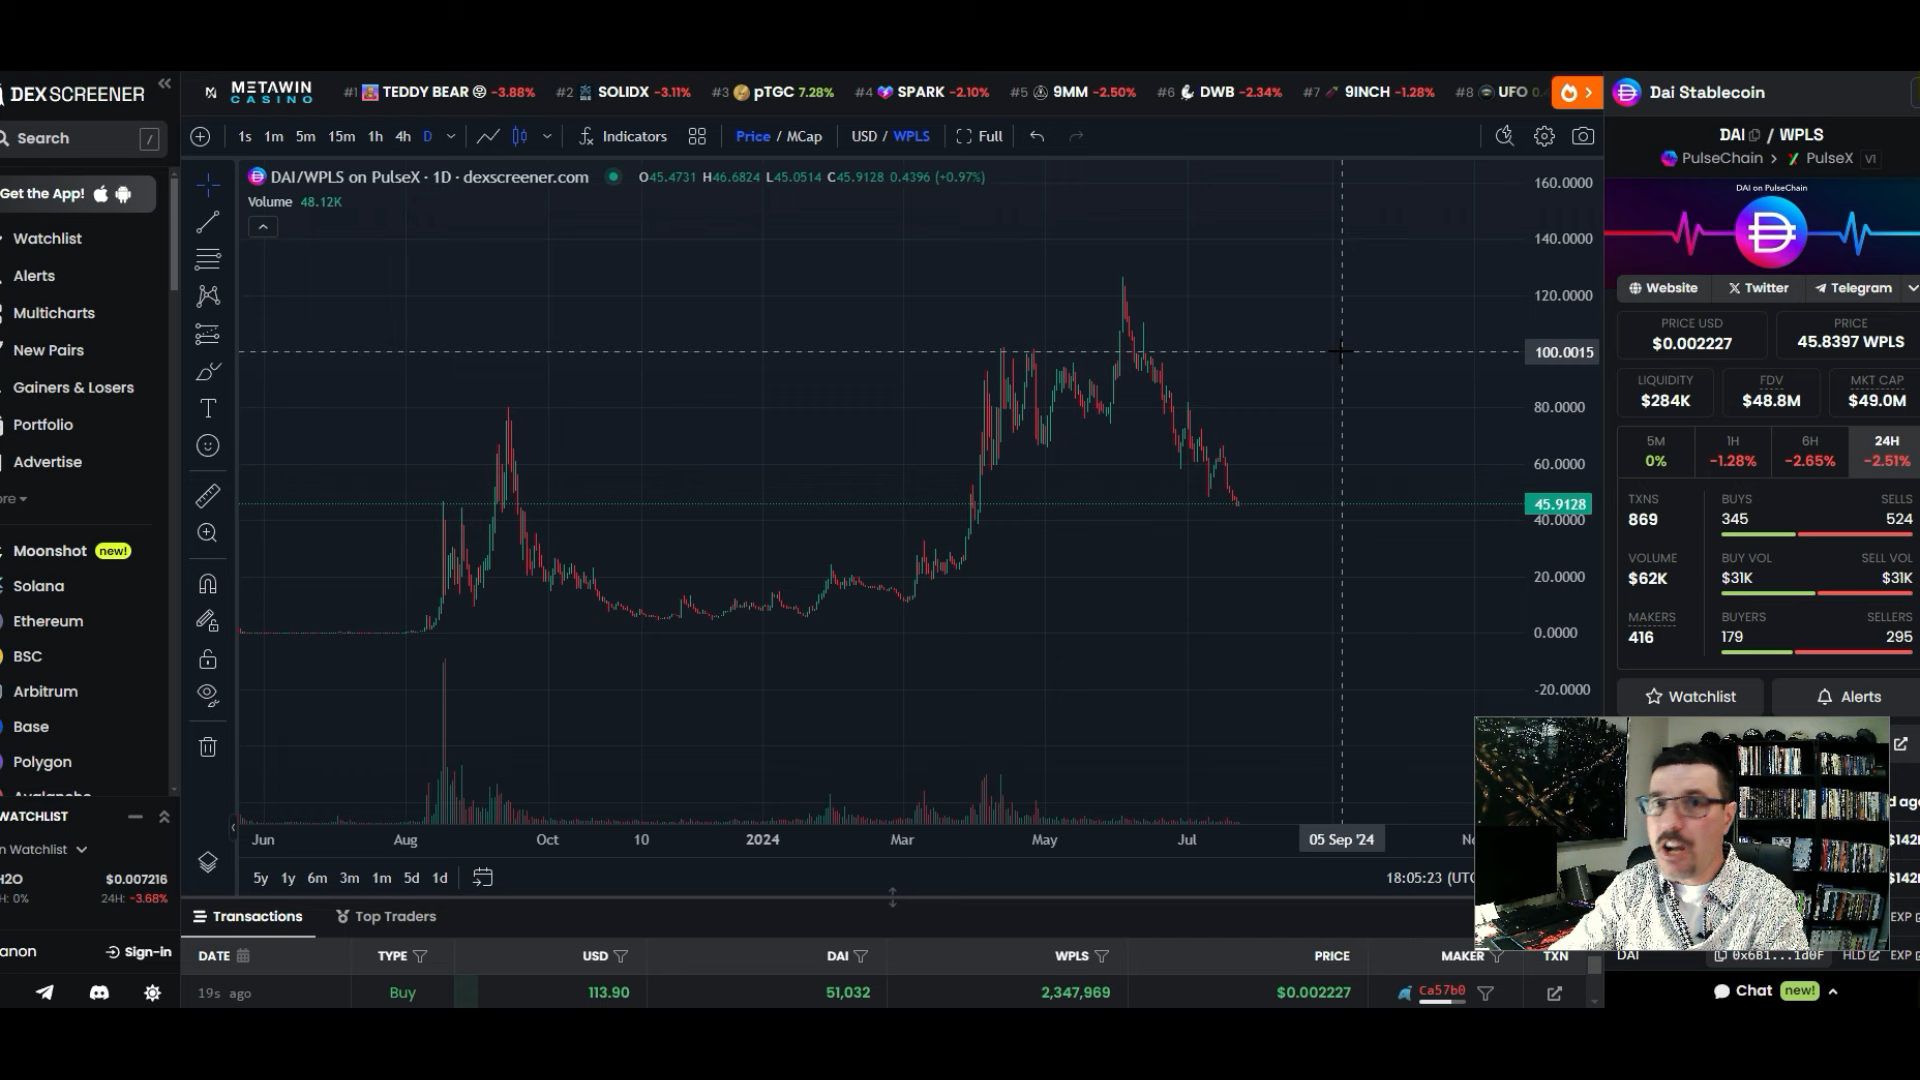 DEX SCREENER
Search
/
Get the App!
Watchlist
Alerts
Multicharts
New Pairs
Gainers & Losers
Portfolio
Advertise
Moonshot new!
Solana
Ethereum
BSC
Arbitrum
Base
Polygon
METAWIN
CASINO
#1 TEDDY BEAR -3.88% #2 SOLIDX -3.11% #3 pTGC 7.28% #4 SPARK -2.10% #5 9MM -2.50% #6 DWB -2.34% #7 9INCH -1.28% #8 UFO
1s 1m 5m 15m 1h 4h D Indicators Price / MCap USD / WPLS Full
DAI/WPLS on PulseX · 1D · dexscreener.com O45.4731 H46.6824 L45.0514 C45.9128 0.4396 (+0.97%)
Volume 48.12K
160.0000
140.0000
120.0000
100.0015
80.0000
60.0000
45.9128
40.0000
20.0000
0.0000
-20.0000
Jun Aug Oct 10 2024 Mar May Jul 05 Sep '24
5y 1y 6m 3m 1m 5d 1d
18:05:23 (UTC
Dai Stablecoin
DAI / WPLS
PulseChain > PulseX V1
DAI on PulseChain
Website Twitter Telegram
PRICE USD PRICE
$0.002227 45.8397 WPLS
LIQUIDITY FDV MKT CAP
$284K $48.8M $49.0M
5M 1H 6H 24H
0% -1.28% -2.65% -2.51%
TXNS BUYS SELLS
869 345 524
VOLUME BUY VOL SELL VOL
$62K $31K $31K
MAKERS BUYERS SELLERS
416 179 295
Watchlist Alerts
WATCHLIST
Watchlist
H2O $0.007216
24H: 0% 24H: -3.68%
Sign-in
Transactions Top Traders
DATE TYPE USD DAI WPLS PRICE MAKER TXN
19s ago Buy 113.90 51,032 2,347,969 $0.002227 Ca57b0
DAI 0x6B1...1d0F HLD EXP
Chat new!